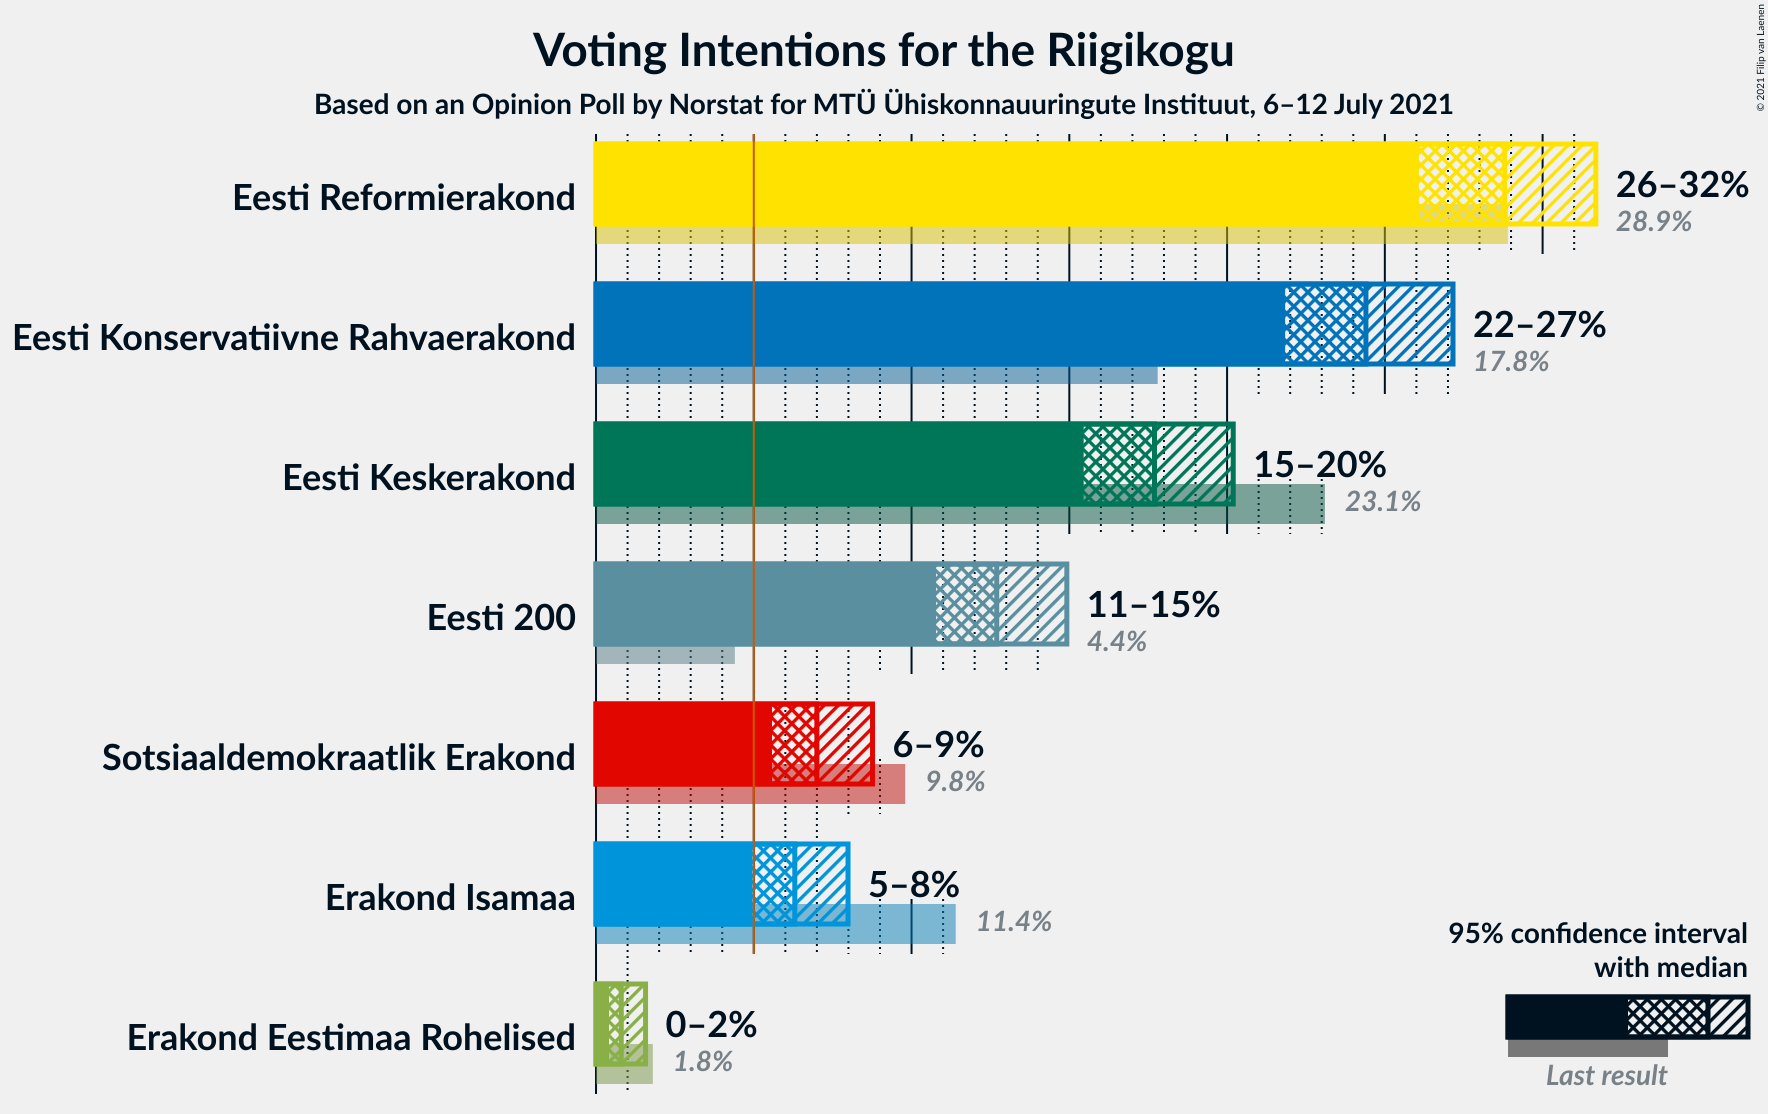 Voting Intentions for the Riigikogu
Based on an Opinion Poll by Norstat for MTÜ Ühiskonnauuringute Instituut, 6–12 July 2021
© 2021 Filip van Laenen
Eesti Reformierakond
26–32%
28.9%
Eesti Konservatiivne Rahvaerakond
22–27%
17.8%
Eesti Keskerakond
15–20%
23.1%
Eesti 200
11–15%
4.4%
Sotsiaaldemokraatlik Erakond
6–9%
9.8%
Erakond Isamaa
5–8%
11.4%
Erakond Eestimaa Rohelised
0–2%
1.8%
95% confidence interval
with median
Last result